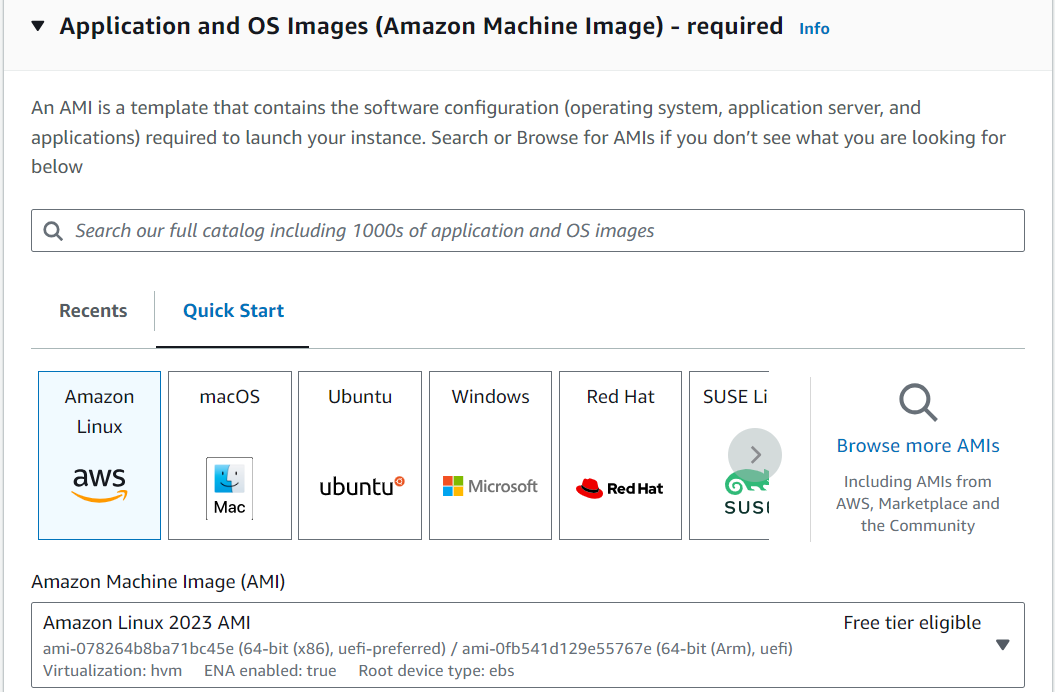 Application and OS Images (Amazon Machine Image) - required Info
An AMI is a template that contains the software configuration (operating system, application server, and
applications) required to launch your instance. Search or Browse for AMIs if you don’t see what you are looking for
below
Search our full catalog including 1000s of application and OS images
Recents
Quick Start
Amazon
Linux
aws
macOS
Mac
Ubuntu
ubuntu
Windows
Microsoft
Red Hat
Red Hat
SUSE Li
SUSE
Browse more AMIs
Including AMIs from
AWS, Marketplace and
the Community
Amazon Machine Image (AMI)
Amazon Linux 2023 AMI
Free tier eligible
ami-078264b8ba71bc45e (64-bit (x86), uefi-preferred) / ami-0fb541d129e55767e (64-bit (Arm), uefi)
Virtualization: hvm ENA enabled: true Root device type: ebs